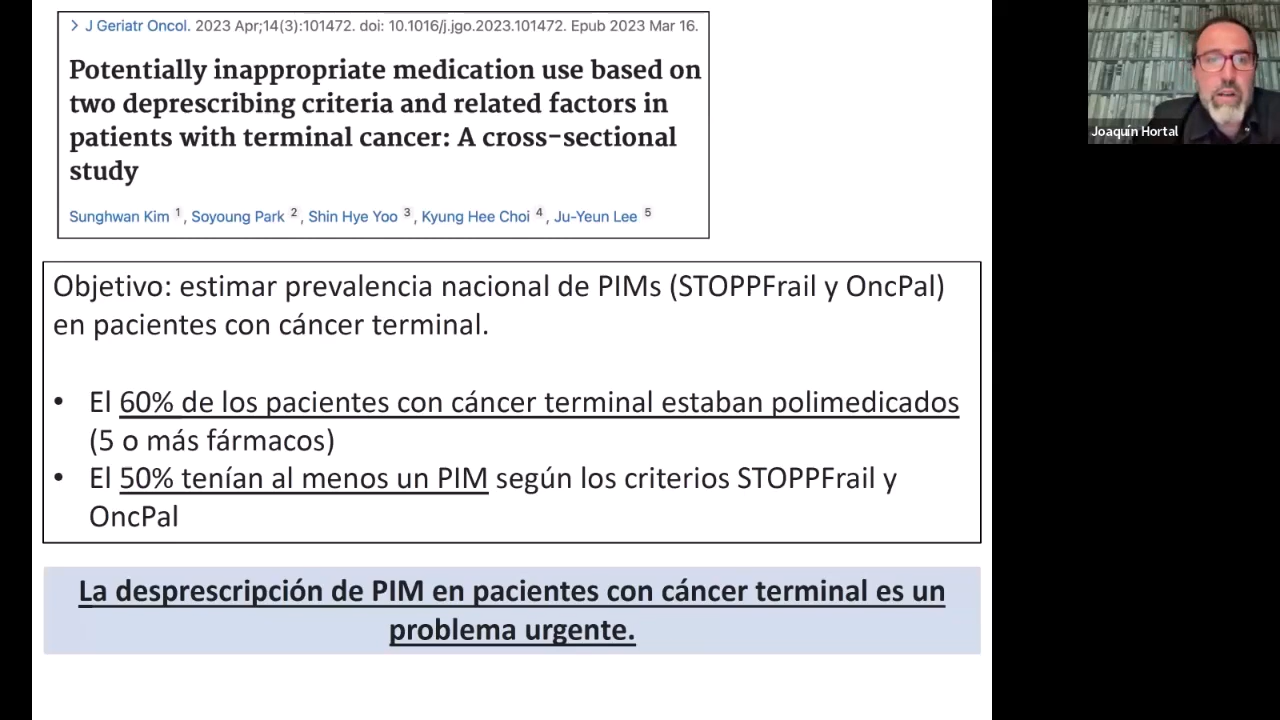 > J Geriatr Oncol. 2023 Apr;14(3):101472. doi: 10.1016/j.jgo.2023.101472. Epub 2023 Mar 16.
Potentially inappropriate medication use based on
two deprescribing criteria and related factors in
patients with terminal cancer: A cross-sectional
study
Sunghwan Kim 1, Soyoung Park 2, Shin Hye Yoo 3, Kyung Hee Choi 4, Ju-Yeun Lee 5
Objetivo: estimar prevalencia nacional de PIMs (STOPPFrail y OncPal)
en pacientes con cáncer terminal.
• El 60% de los pacientes con cáncer terminal estaban polimedicados
(5 o más fármacos)
• El 50% tenían al menos un PIM según los criterios STOPPFrail y
OncPal
La desprescripción de PIM en pacientes con cáncer terminal es un
problema urgente.
Joaquín Hortal